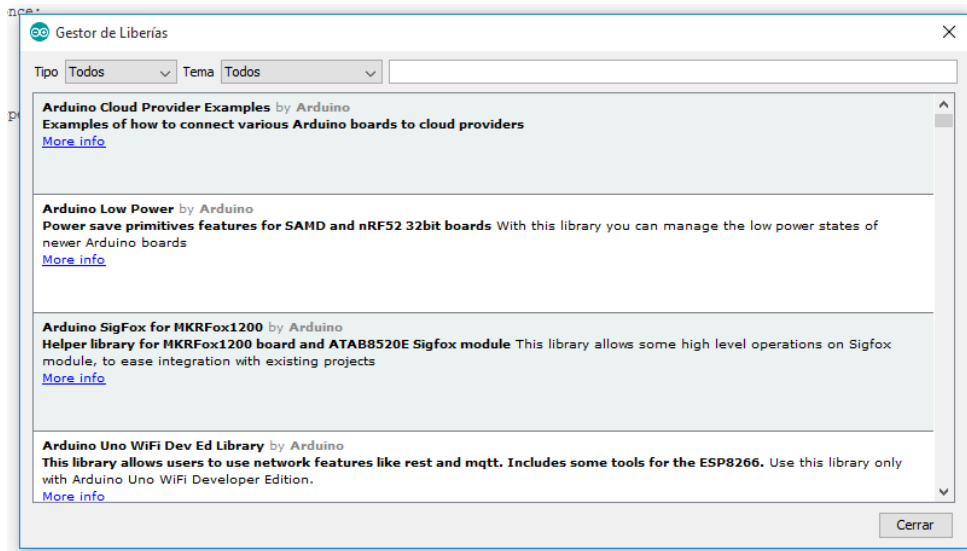 nce:
Gestor de Liberías
Tipo Todos Tema Todos
Arduino Cloud Provider Examples by Arduino
Examples of how to connect various Arduino boards to cloud providers
More info
Arduino Low Power by Arduino
Power save primitives features for SAMD and nRF52 32bit boards With this library you can manage the low power states of
newer Arduino boards
More info
Arduino SigFox for MKRFox1200 by Arduino
Helper library for MKRFox1200 board and ATAB8520E Sigfox module This library allows some high level operations on Sigfox
module, to ease integration with existing projects
More info
Arduino Uno WiFi Dev Ed Library by Arduino
This library allows users to use network features like rest and mqtt. Includes some tools for the ESP8266. Use this library only
with Arduino Uno WiFi Developer Edition.
More info
Cerrar